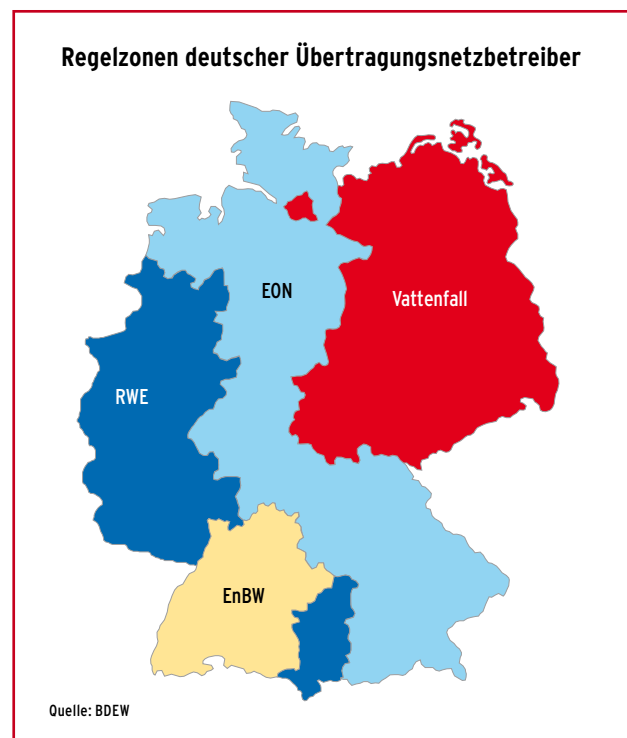 Regelzonen deutscher Übertragungsnetzbetreiber
EON
Vattenfall
RWE
EnBW
Quelle: BDEW